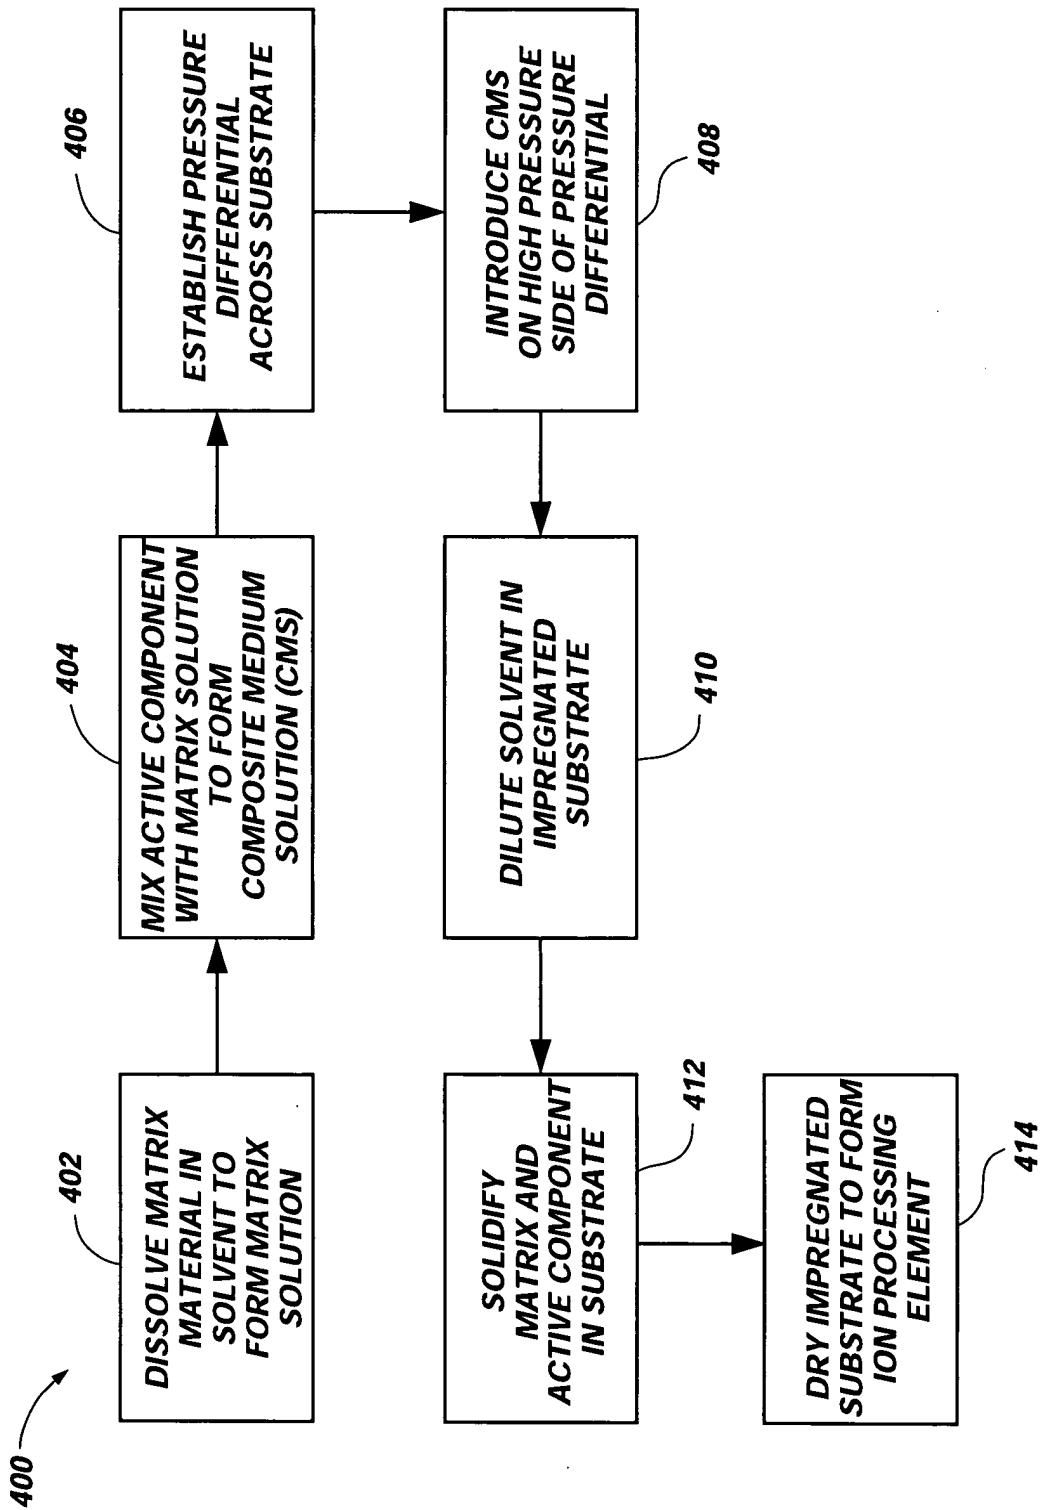 400
402
DISSOLVE MATRIX
MATERIAL IN
SOLVENT TO
FORM MATRIX
SOLUTION
404
MIX ACTIVE COMPONENT
WITH MATRIX SOLUTION
TO FORM
COMPOSITE MEDIUM
SOLUTION (CMS)
406
ESTABLISH PRESSURE
DIFFERENTIAL
ACROSS SUBSTRATE
INTRODUCE CMS
ON HIGH PRESSURE
SIDE OF PRESSURE
DIFFERENTIAL
408
DILUTE SOLVENT IN
IMPREGNATED
SUBSTRATE
410
SOLIDIFY
MATRIX AND
ACTIVE COMPONENT
IN SUBSTRATE
412
DRY IMPREGNATED
SUBSTRATE TO FORM
ION PROCESSING
ELEMENT
414